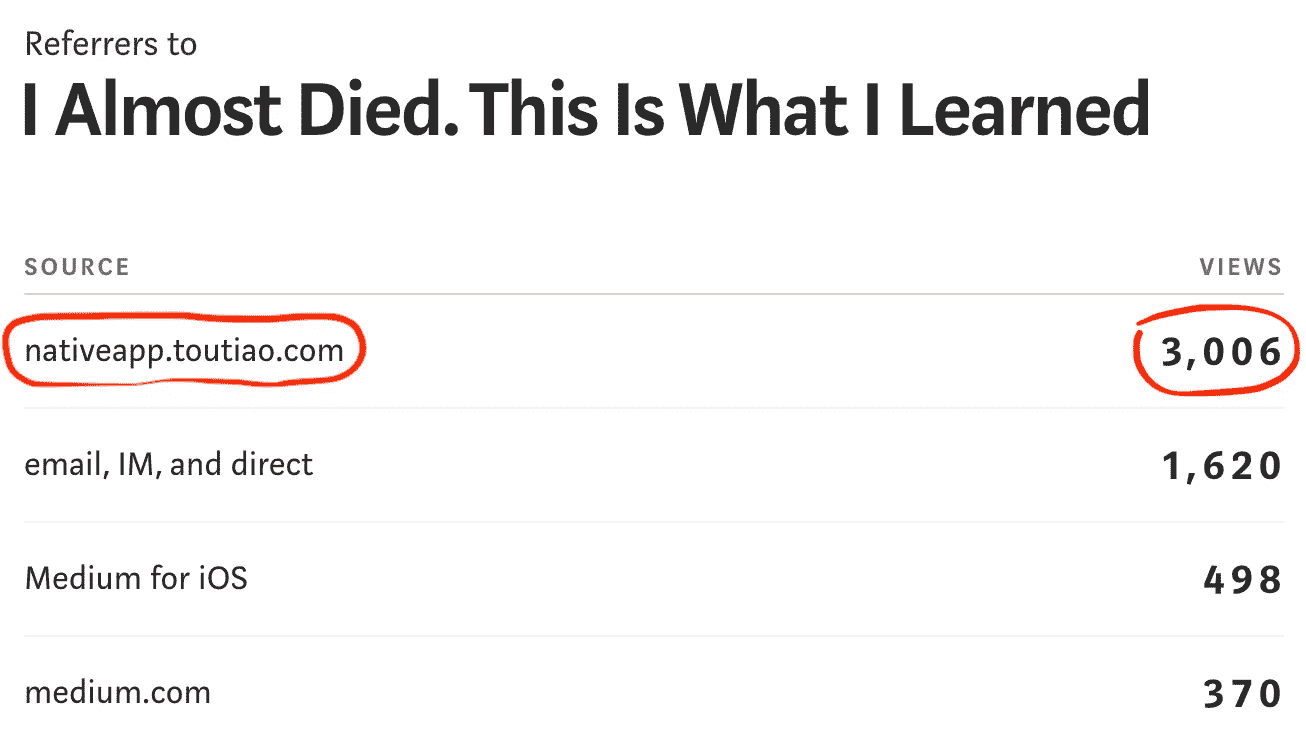 Referrers to
I Almost Died. This Is What I Learned
SOURCE VIEWS
nativeapp.toutiao.com 3,006
email, IM, and direct 1,620
Medium for iOS 498
medium.com 370